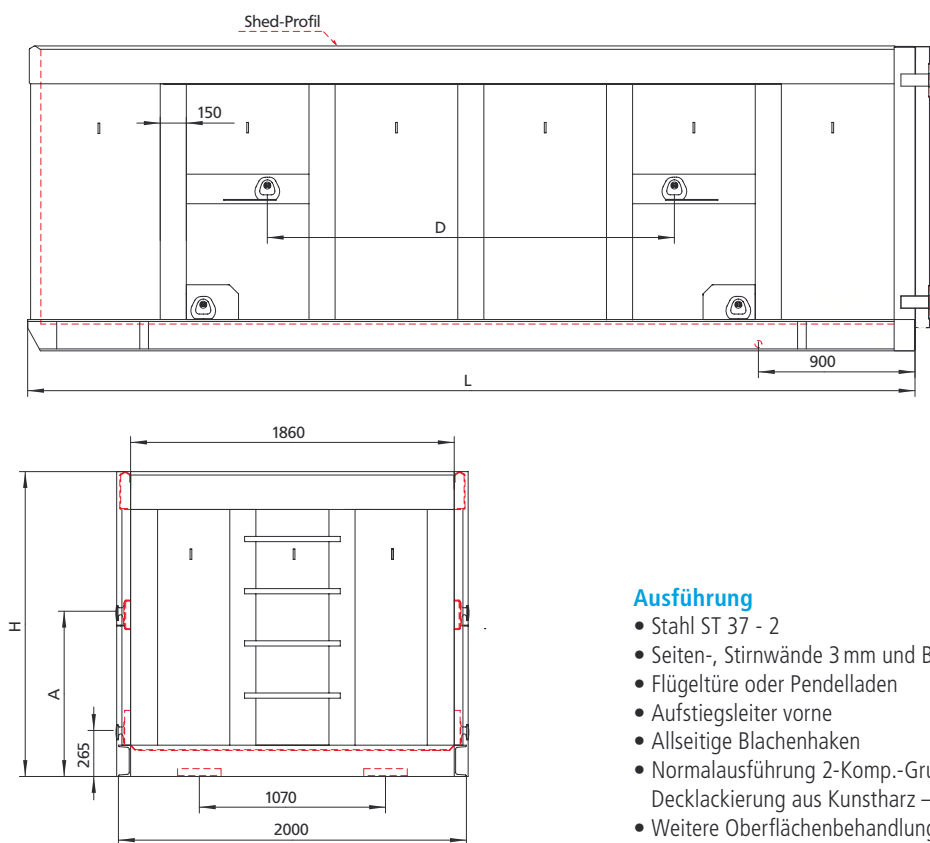 Shed-Profil
150
D
900
L
1860
H
A
265
1070
2000
Ausführung
• Stahl ST 37 - 2
• Seiten-, Stirnwände 3 mm und B
• Flügeltüre oder Pendelladen
• Aufstiegsleiter vorne
• Allseitige Blachenhaken
• Normalausführung 2-Komp.-Gru
Decklackierung aus Kunstharz –
• Weitere Oberflächenbehandlung